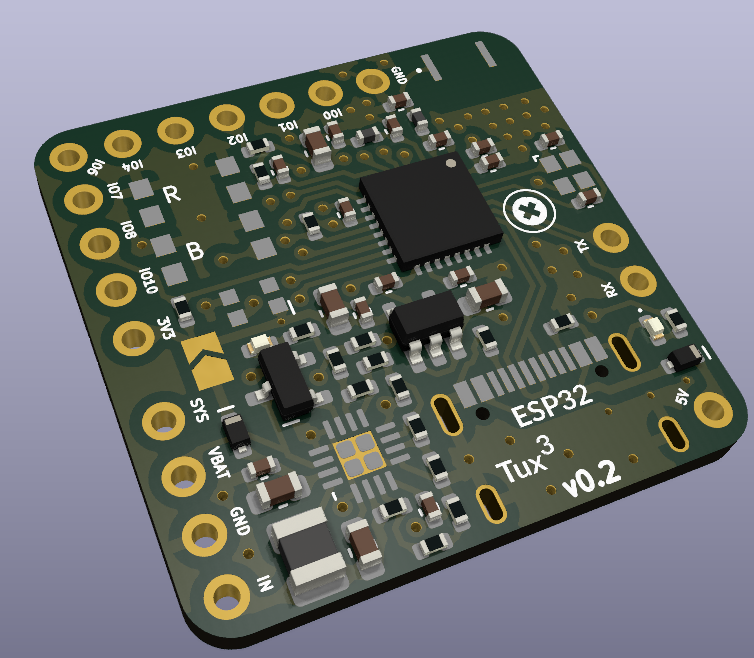 GND
IO0
IO1
IO2
IO3
IO4
IO6
IO7
IO8
IO10
3V3
R
B
TX
RX
5V
SYS
VBAT
GND
IN
ESP32
Tux³
v0.2